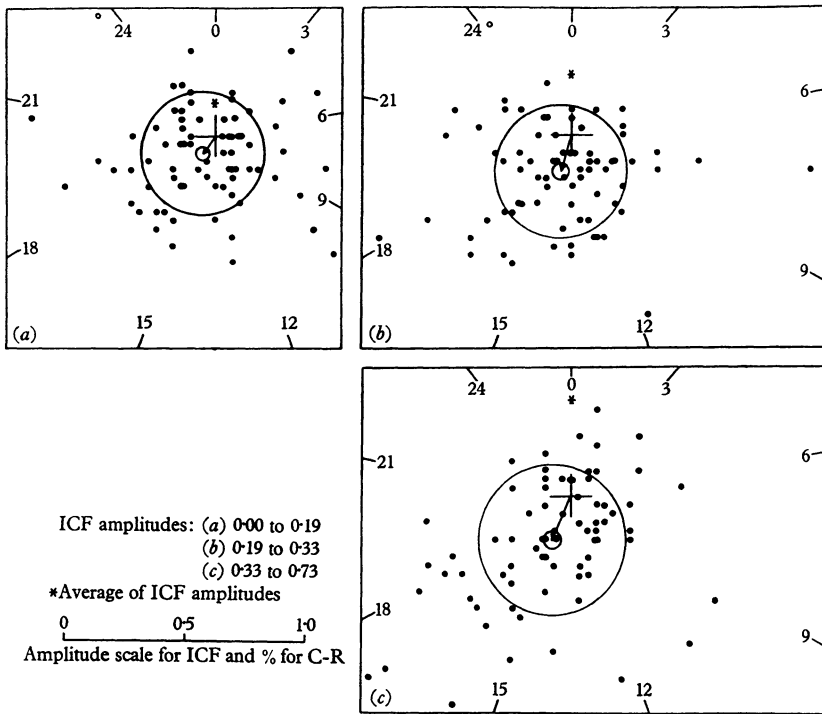 24 0 3
21 6
9
18
15 12
(a)
24 0 3
21 6
18 9
15 12
(b)
24 0 3
21 6
18 9
15 12
(c)
ICF amplitudes: (a) 0·00 to 0·19
(b) 0·19 to 0·33
(c) 0·33 to 0·73
*Average of ICF amplitudes
0 0·5 1·0
Amplitude scale for ICF and % for C-R